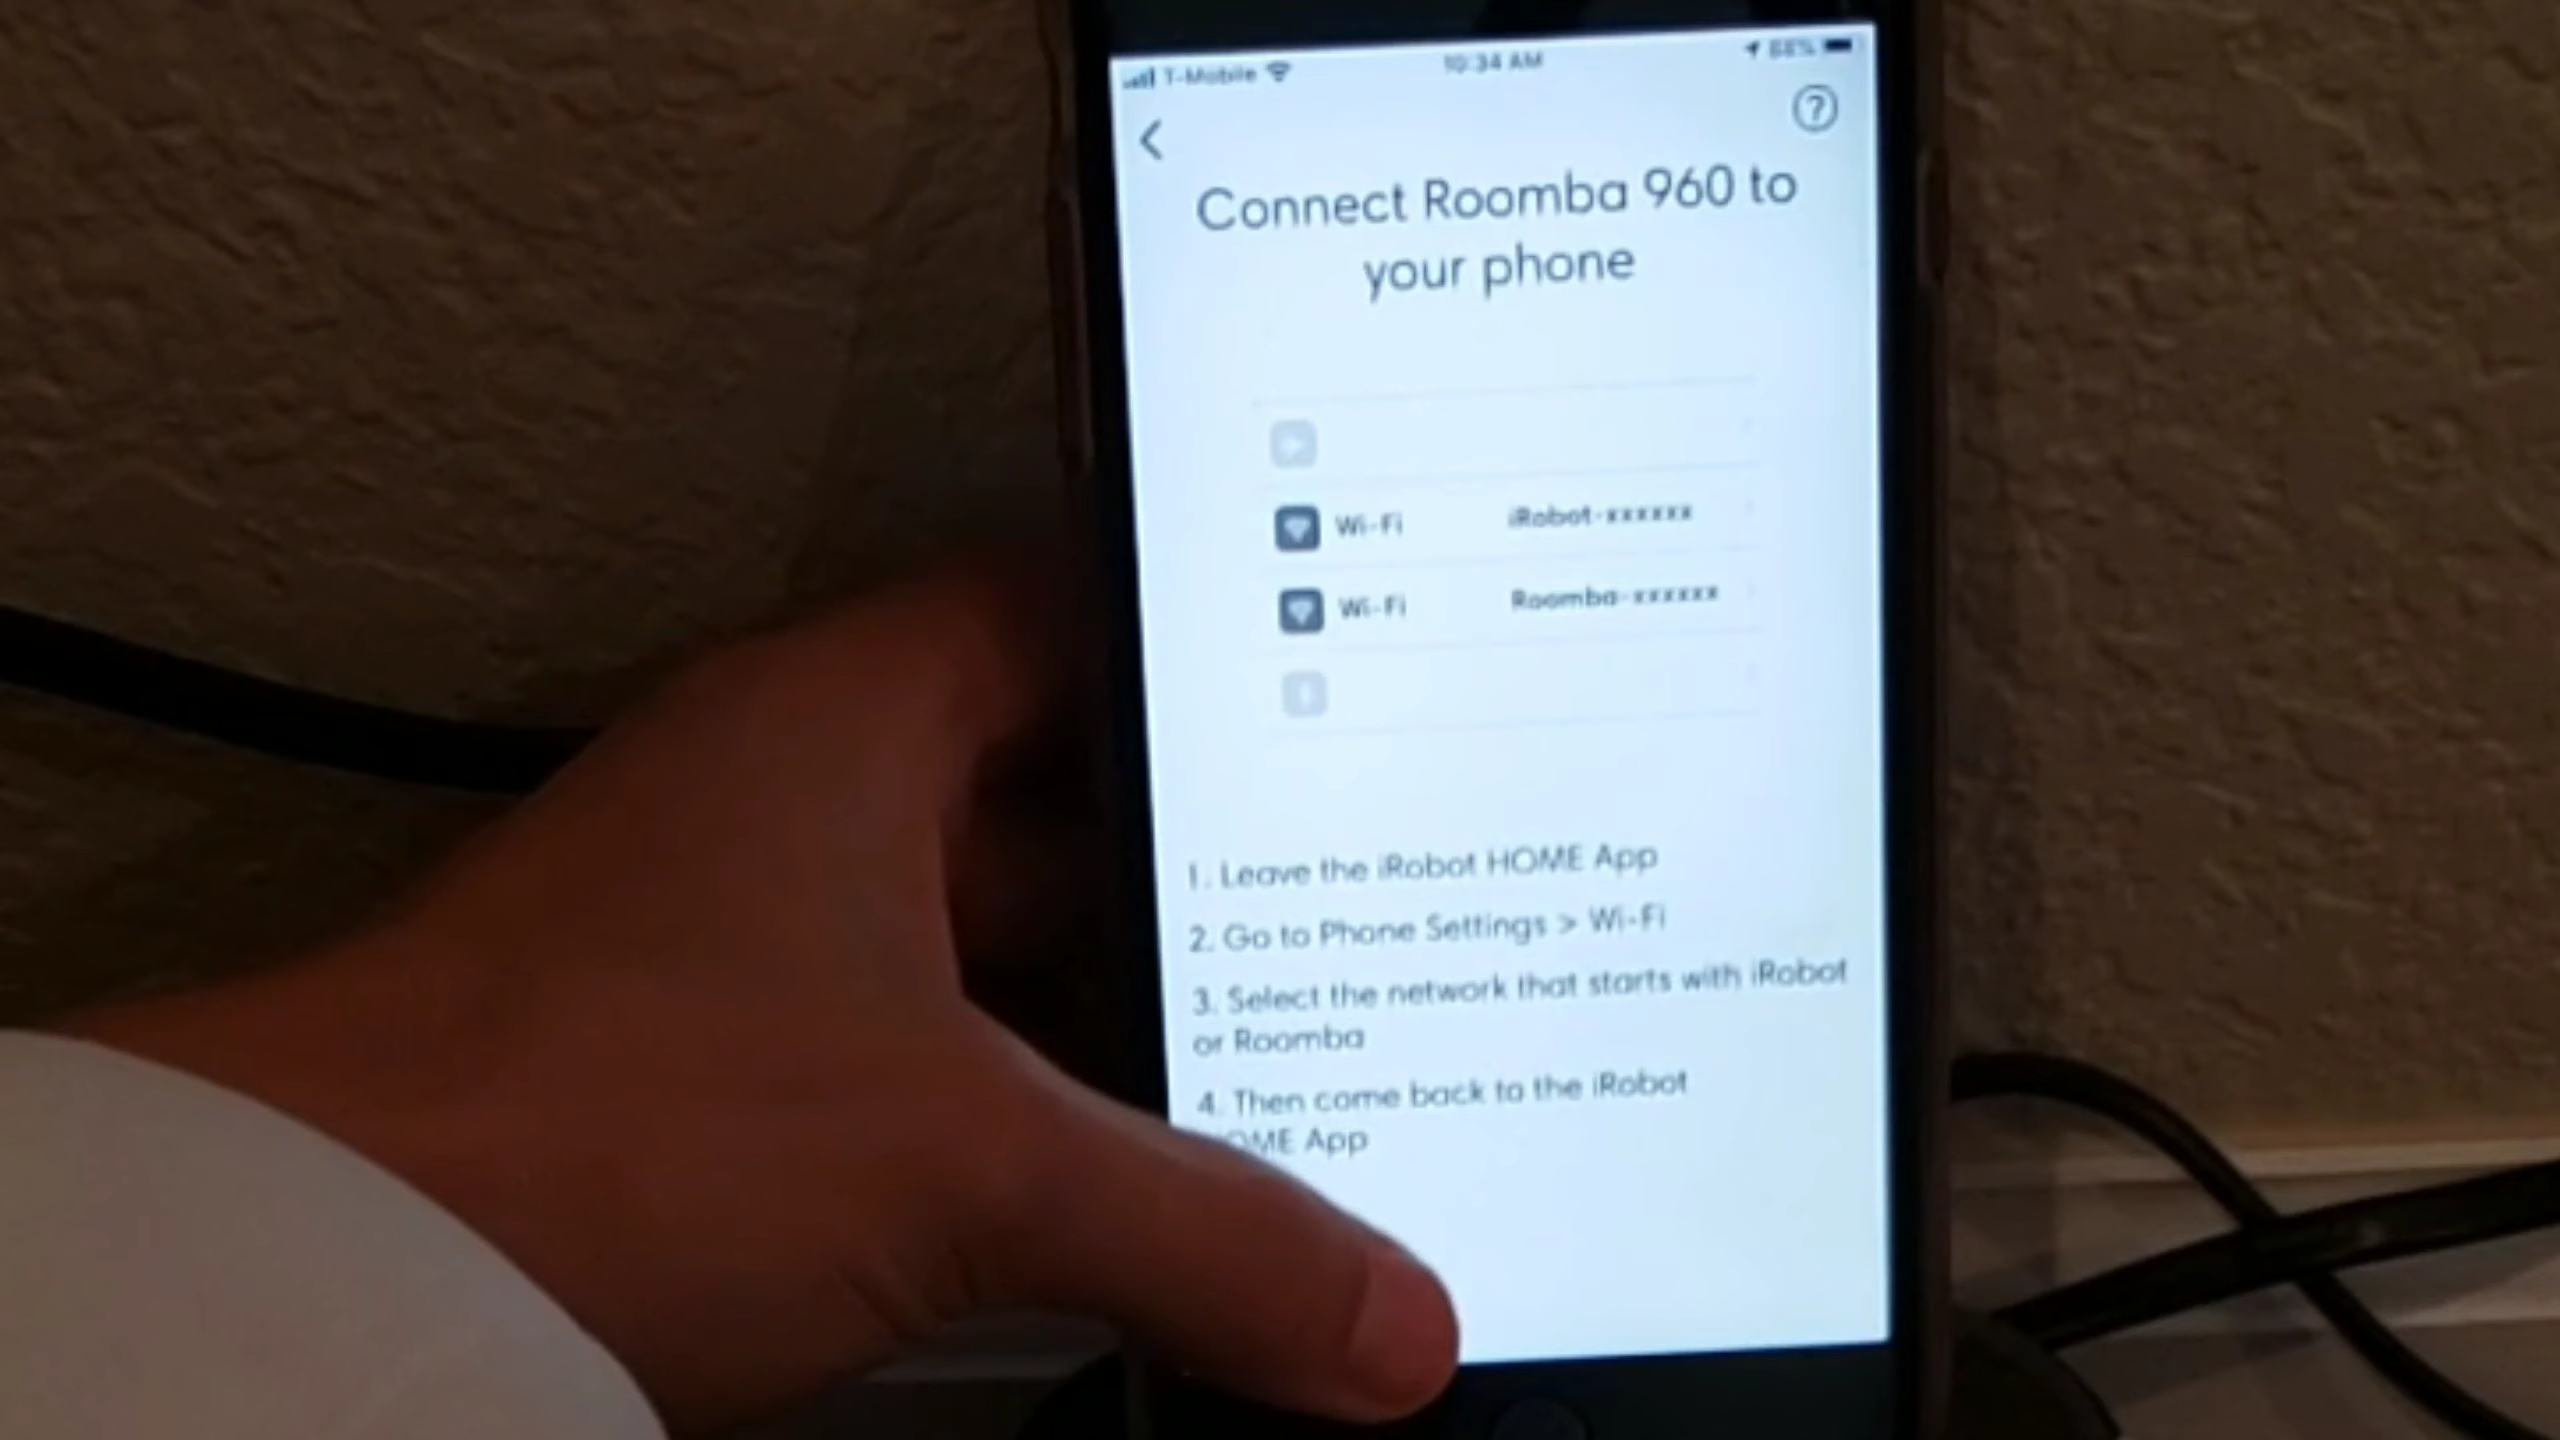 T-Mobile 10:34 AM
?
Connect Roomba 960 to
your phone
Wi-Fi iRobot-xxxxxx
Wi-Fi Roomba-xxxxxx
1. Leave the iRobot HOME App
2. Go to Phone Settings > Wi-Fi
3. Select the network that starts with iRobot
or Roomba
4. Then come back to the iRobot
OME App